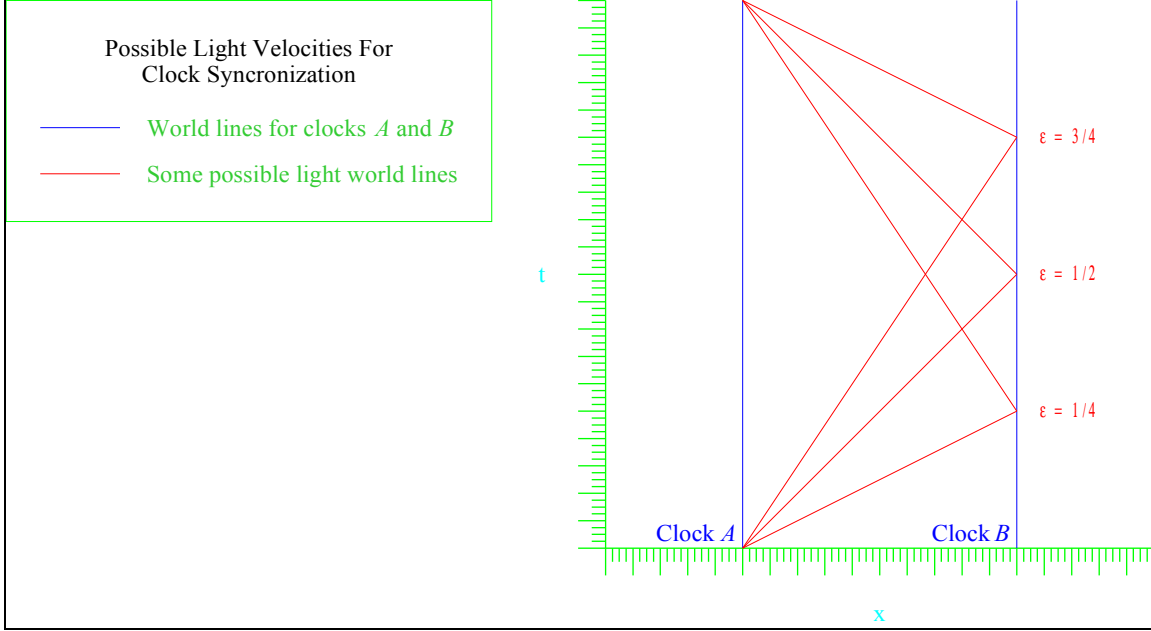 Possible Light Velocities For
Clock Syncronization
World lines for clocks A and B
Some possible light world lines
ε = 3/4
t
ε = 1/2
ε = 1/4
Clock A
Clock B
x